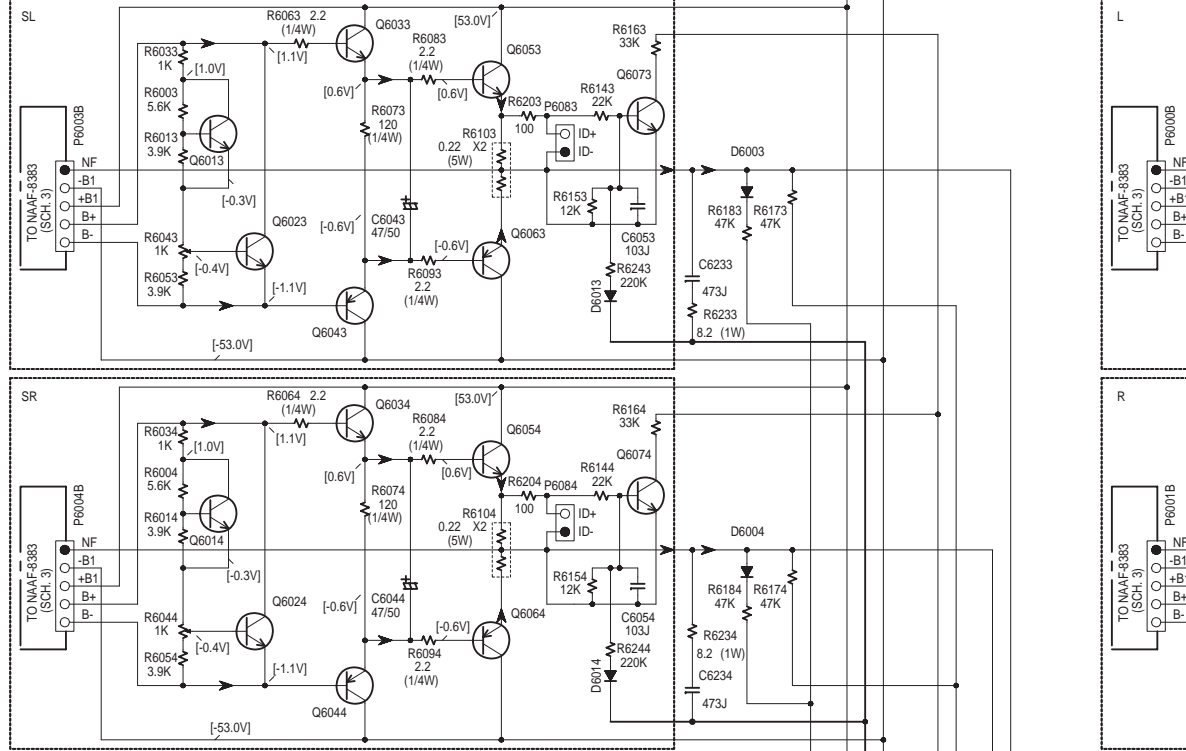 SL
R6063 2.2
(1/4W)
Q6033
[53.0V]
R6083
2.2
(1/4W)
Q6053
R6163
33K
R6033
1K
[1.0V]
[1.1V]
R6003
5.6K
[0.6V]
[0.6V]
R6073
120
(1/4W)
R6203
100
P6083
R6143
22K
Q6073
ID+
ID-
R6103
0.22 X2
(5W)
R6013
3.9K
Q6013
P6003B
TO NAAF-8383
(SCH. 3)
NF
-B1
+B1
B+
B-
[-0.3V]
D6003
R6153
12K
R6183
47K
R6173
47K
C6053
103J
Q6023
[-0.6V]
C6043
47/50
[-0.6V]
Q6063
R6043
1K
[-0.4V]
R6053
3.9K
[-1.1V]
R6093
2.2
(1/4W)
R6243
220K
D6013
C6233
473J
R6233
8.2 (1W)
Q6043
[-53.0V]
SR
R6064 2.2
(1/4W)
Q6034
[53.0V]
R6084
2.2
(1/4W)
Q6054
R6164
33K
R6034
1K
[1.0V]
[1.1V]
R6004
5.6K
[0.6V]
[0.6V]
R6074
120
(1/4W)
R6204
100
P6084
R6144
22K
Q6074
ID+
ID-
R6104
0.22 X2
(5W)
R6014
3.9K
Q6014
P6004B
TO NAAF-8383
(SCH. 3)
NF
-B1
+B1
B+
B-
[-0.3V]
D6004
R6154
12K
R6184
47K
R6174
47K
C6054
103J
Q6024
[-0.6V]
C6044
47/50
[-0.6V]
Q6064
R6044
1K
[-0.4V]
R6054
3.9K
[-1.1V]
R6094
2.2
(1/4W)
R6244
220K
D6014
R6234
8.2 (1W)
C6234
473J
Q6044
[-53.0V]
L
P6000B
TO NAAF-8383
(SCH. 3)
NF
-B1
+B1
B+
B-
R
P6001B
TO NAAF-8383
(SCH. 3)
NF
-B1
+B1
B+
B-